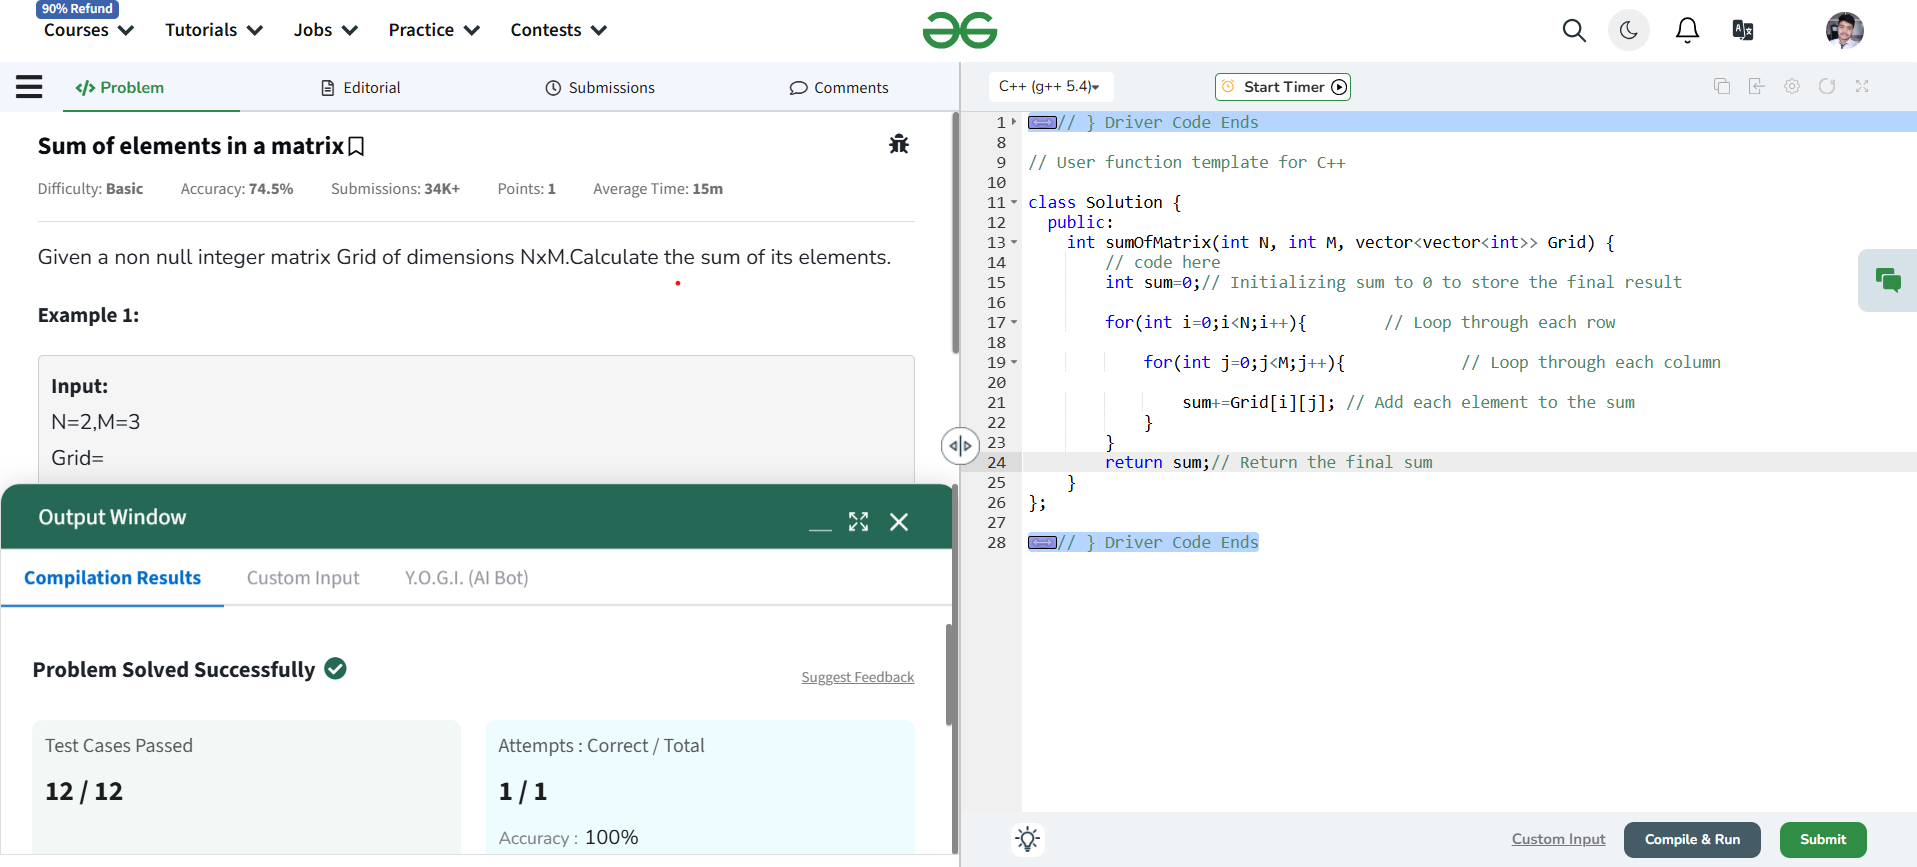 90% Refund
Courses Tutorials Jobs Practice Contests
Problem Editorial Submissions Comments
Sum of elements in a matrix
Difficulty: Basic Accuracy: 74.5% Submissions: 34K+ Points: 1 Average Time: 15m
Given a non null integer matrix Grid of dimensions NxM.Calculate the sum of its elements.
Example 1:
Input:
N=2,M=3
Grid=
Output Window
Compilation Results Custom Input Y.O.G.I. (AI Bot)
Problem Solved Successfully
Suggest Feedback
Test Cases Passed
12 / 12
Attempts : Correct / Total
1 / 1
Accuracy : 100%
C++ (g++ 5.4) Start Timer
1 // } Driver Code Ends
8
9 // User function template for C++
10
11 class Solution {
12 public:
13 int sumOfMatrix(int N, int M, vector<vector<int>> Grid) {
14 // code here
15 int sum=0;// Initializing sum to 0 to store the final result
16
17 for(int i=0;i<N;i++){ // Loop through each row
18
19 for(int j=0;j<M;j++){ // Loop through each column
20
21 sum+=Grid[i][j]; // Add each element to the sum
22 }
23 }
24 return sum;// Return the final sum
25 }
26 };
27
28 // } Driver Code Ends
Custom Input Compile & Run Submit